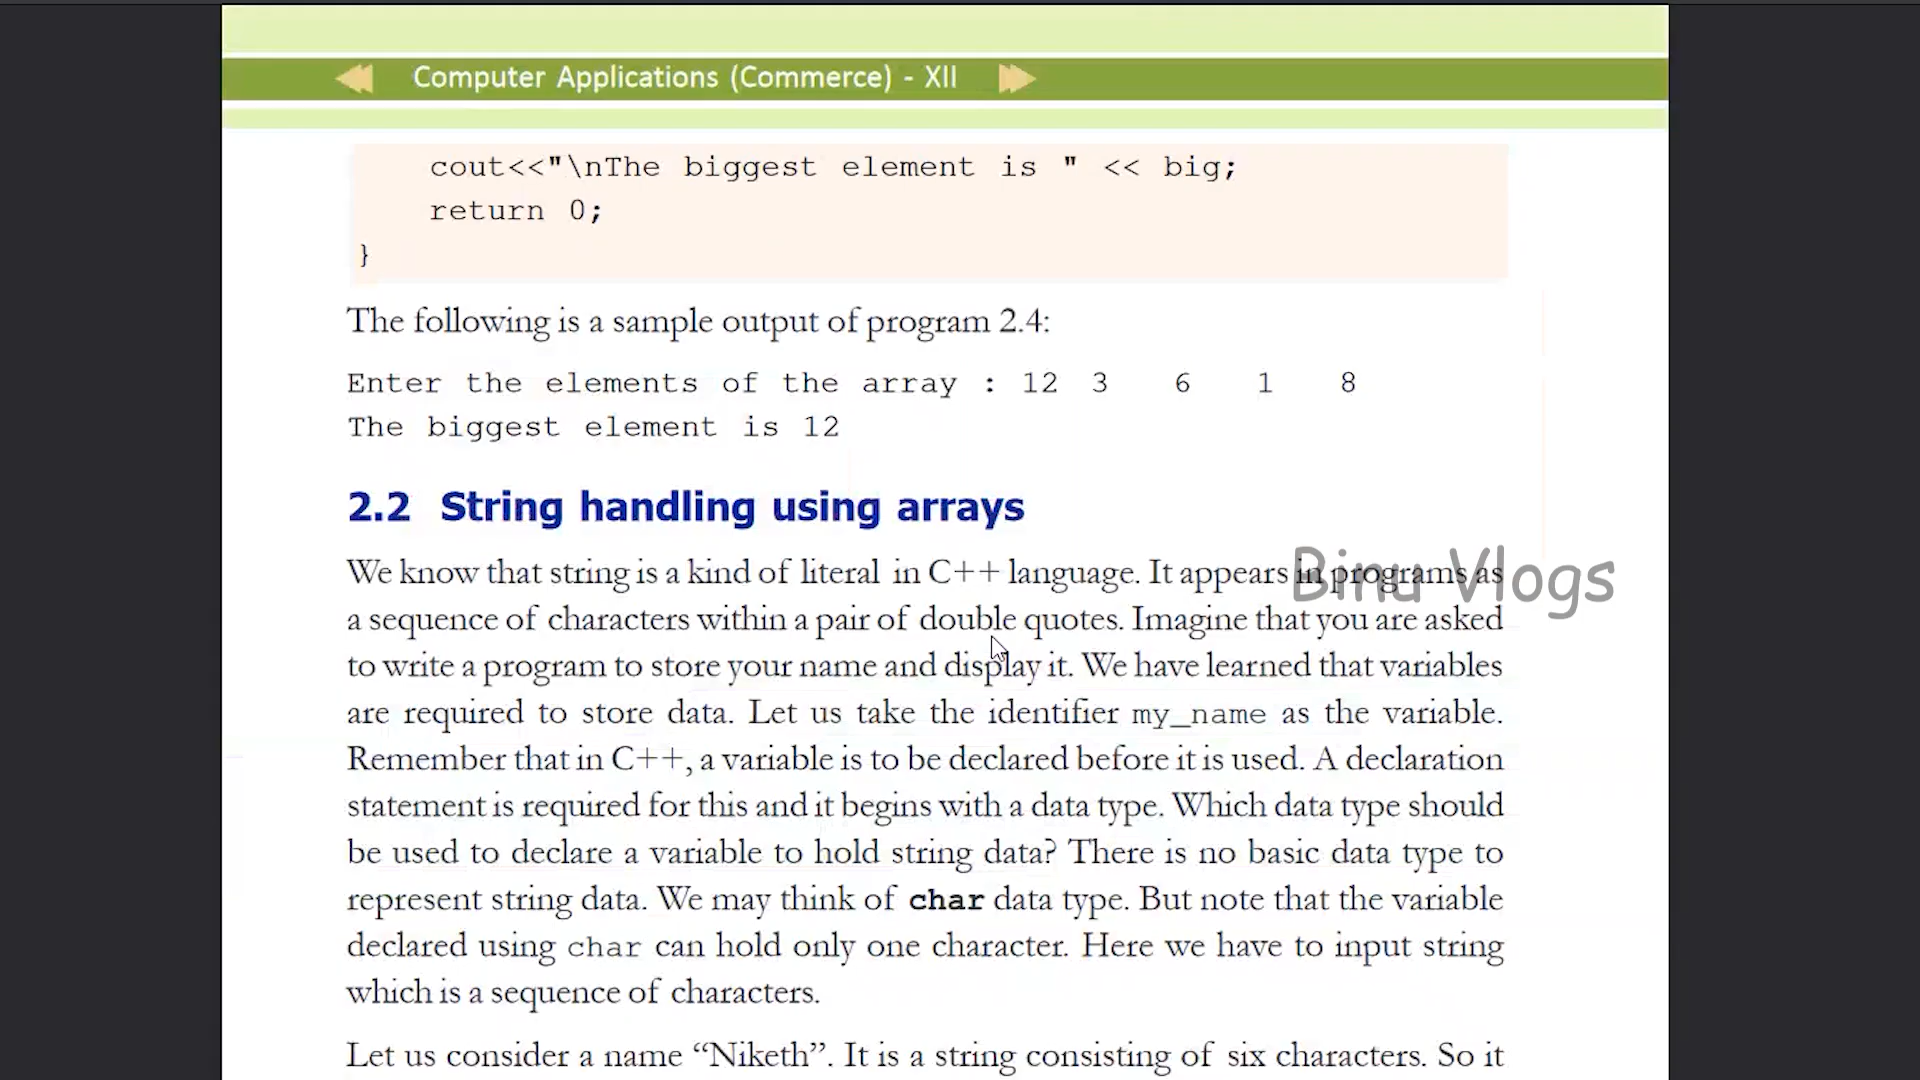 Computer Applications (Commerce) - XII
cout<<"\nThe biggest element is " << big;
return 0;
}
The following is a sample output of program 2.4:
Enter the elements of the array : 12 3 6 1 8
The biggest element is 12
2.2 String handling using arrays
We know that string is a kind of literal in C++ language. It appears in programs as
Binu Vlogs
a sequence of characters within a pair of double quotes. Imagine that you are asked
to write a program to store your name and display it. We have learned that variables
are required to store data. Let us take the identifier my_name as the variable.
Remember that in C++, a variable is to be declared before it is used. A declaration
statement is required for this and it begins with a data type. Which data type should
be used to declare a variable to hold string data? There is no basic data type to
represent string data. We may think of char data type. But note that the variable
declared using char can hold only one character. Here we have to input string
which is a sequence of characters.
Let us consider a name “Niketh”. It is a string consisting of six characters. So it